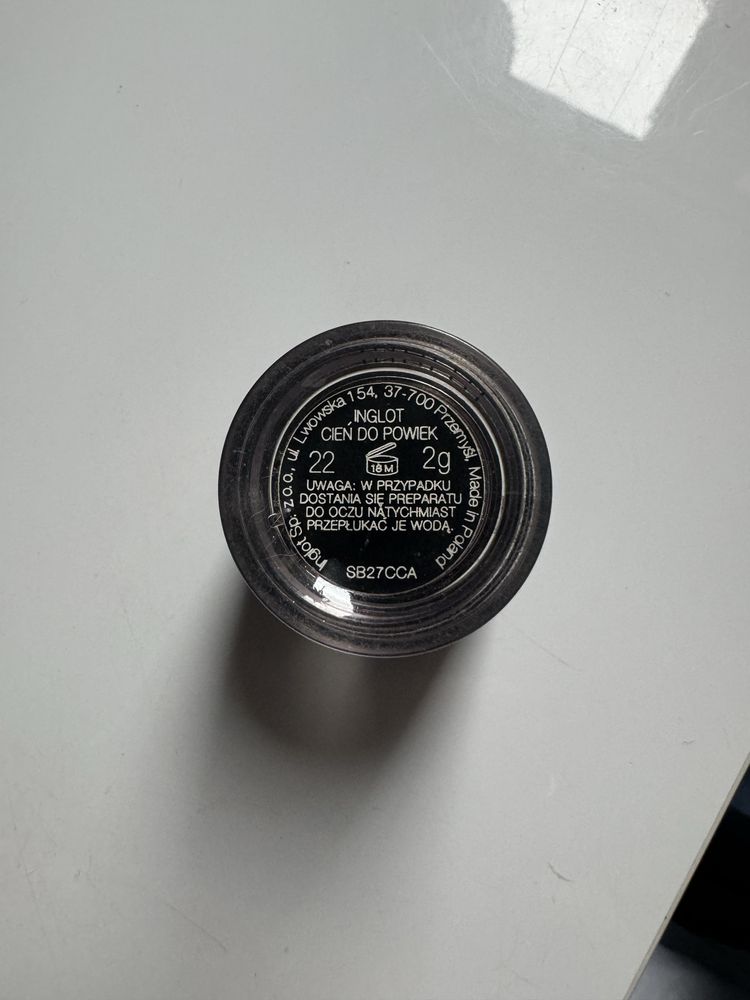 Inglot Sp. z o.o., ul. Lwowska 154, 37-700 Przemyśl, Made in Poland
INGLOT
CIEŃ DO POWIEK
22 18M 2g
UWAGA: W PRZYPADKU
DOSTANIA SIĘ PREPARATU
DO OCZU NATYCHMIAST
PRZEPŁUKAĆ JE WODĄ.
SB27CCA